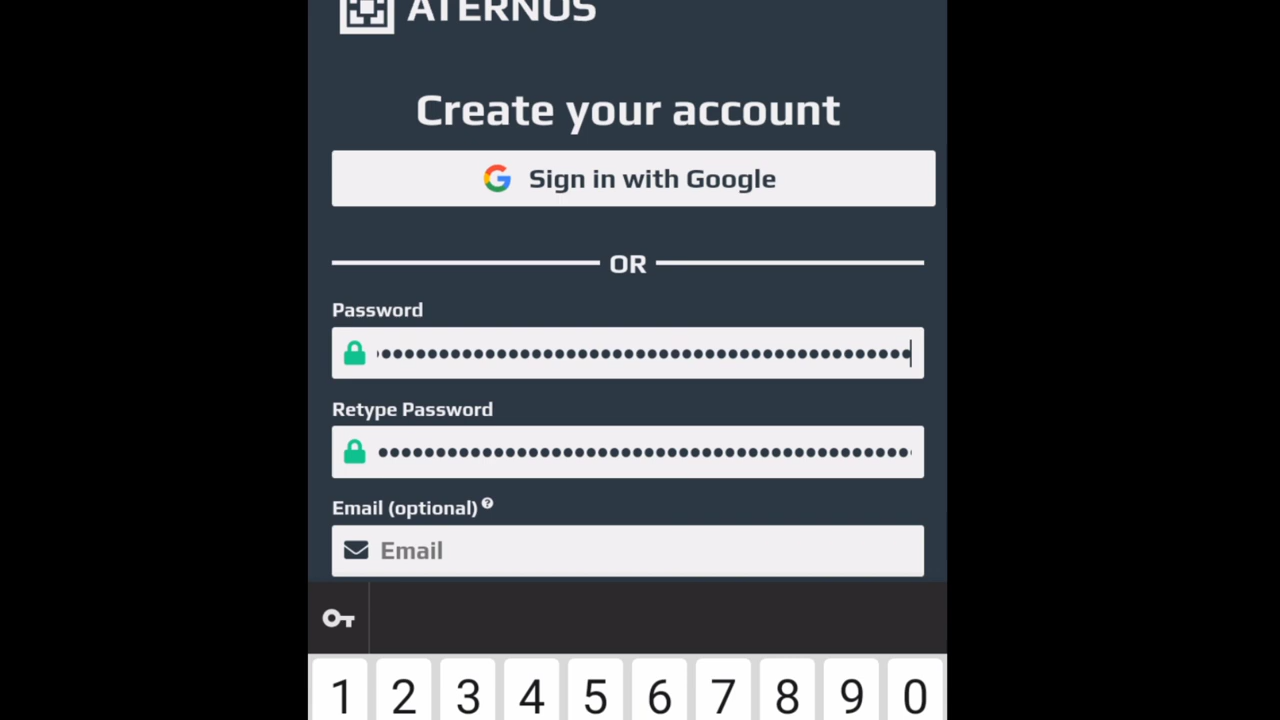 ATERNOS
Create your account
Sign in with Google
OR
Password
Retype Password
Email (optional) ?
Email
1 2 3 4 5 6 7 8 9 0